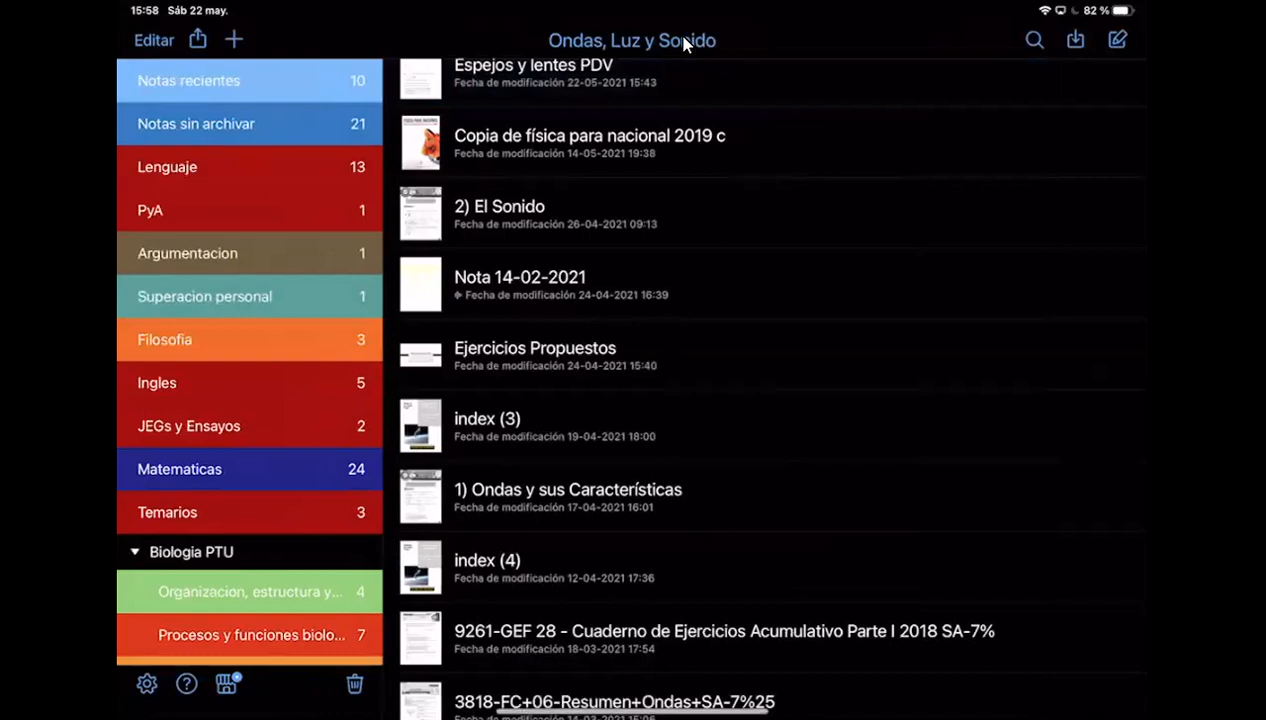 15:58 Sáb 22 may.
82 %
Editar
Ondas, Luz y Sonido
Notas recientes 10
Notas sin archivar 21
Lenguaje 13
PyA 1
Argumentacion 1
Superacion personal 1
Filosofia 3
Ingles 5
JEGs y Ensayos 2
Matematicas 24
Temarios 3
Biologia PTU
Organizacion, estructura y... 4
Procesos y funciones biolo... 7
Espejos y lentes PDV
Fecha de modificación 22-05-2021 15:43
Copia de física para nacional 2019 c
Fecha de modificación 14-05-2021 19:38
2) El Sonido
Fecha de modificación 26-04-2021 09:13
Nota 14-02-2021
Fecha de modificación 24-04-2021 16:39
Ejercicios Propuestos
Fecha de modificación 24-04-2021 15:40
index (3)
Fecha de modificación 19-04-2021 18:00
1) Ondas y sus Características
Fecha de modificación 17-04-2021 16:01
index (4)
Fecha de modificación 12-04-2021 17:36
9261-GEF 28 - Cuaderno de Ejercicios Acumulativo Parte I 2018 SA-7%
Fecha de modificación 18-03-2021 17:54
3818-FC+06-Resumen+Ondas+SA-7%25
Fecha de modificación 14-03-2021 15:06